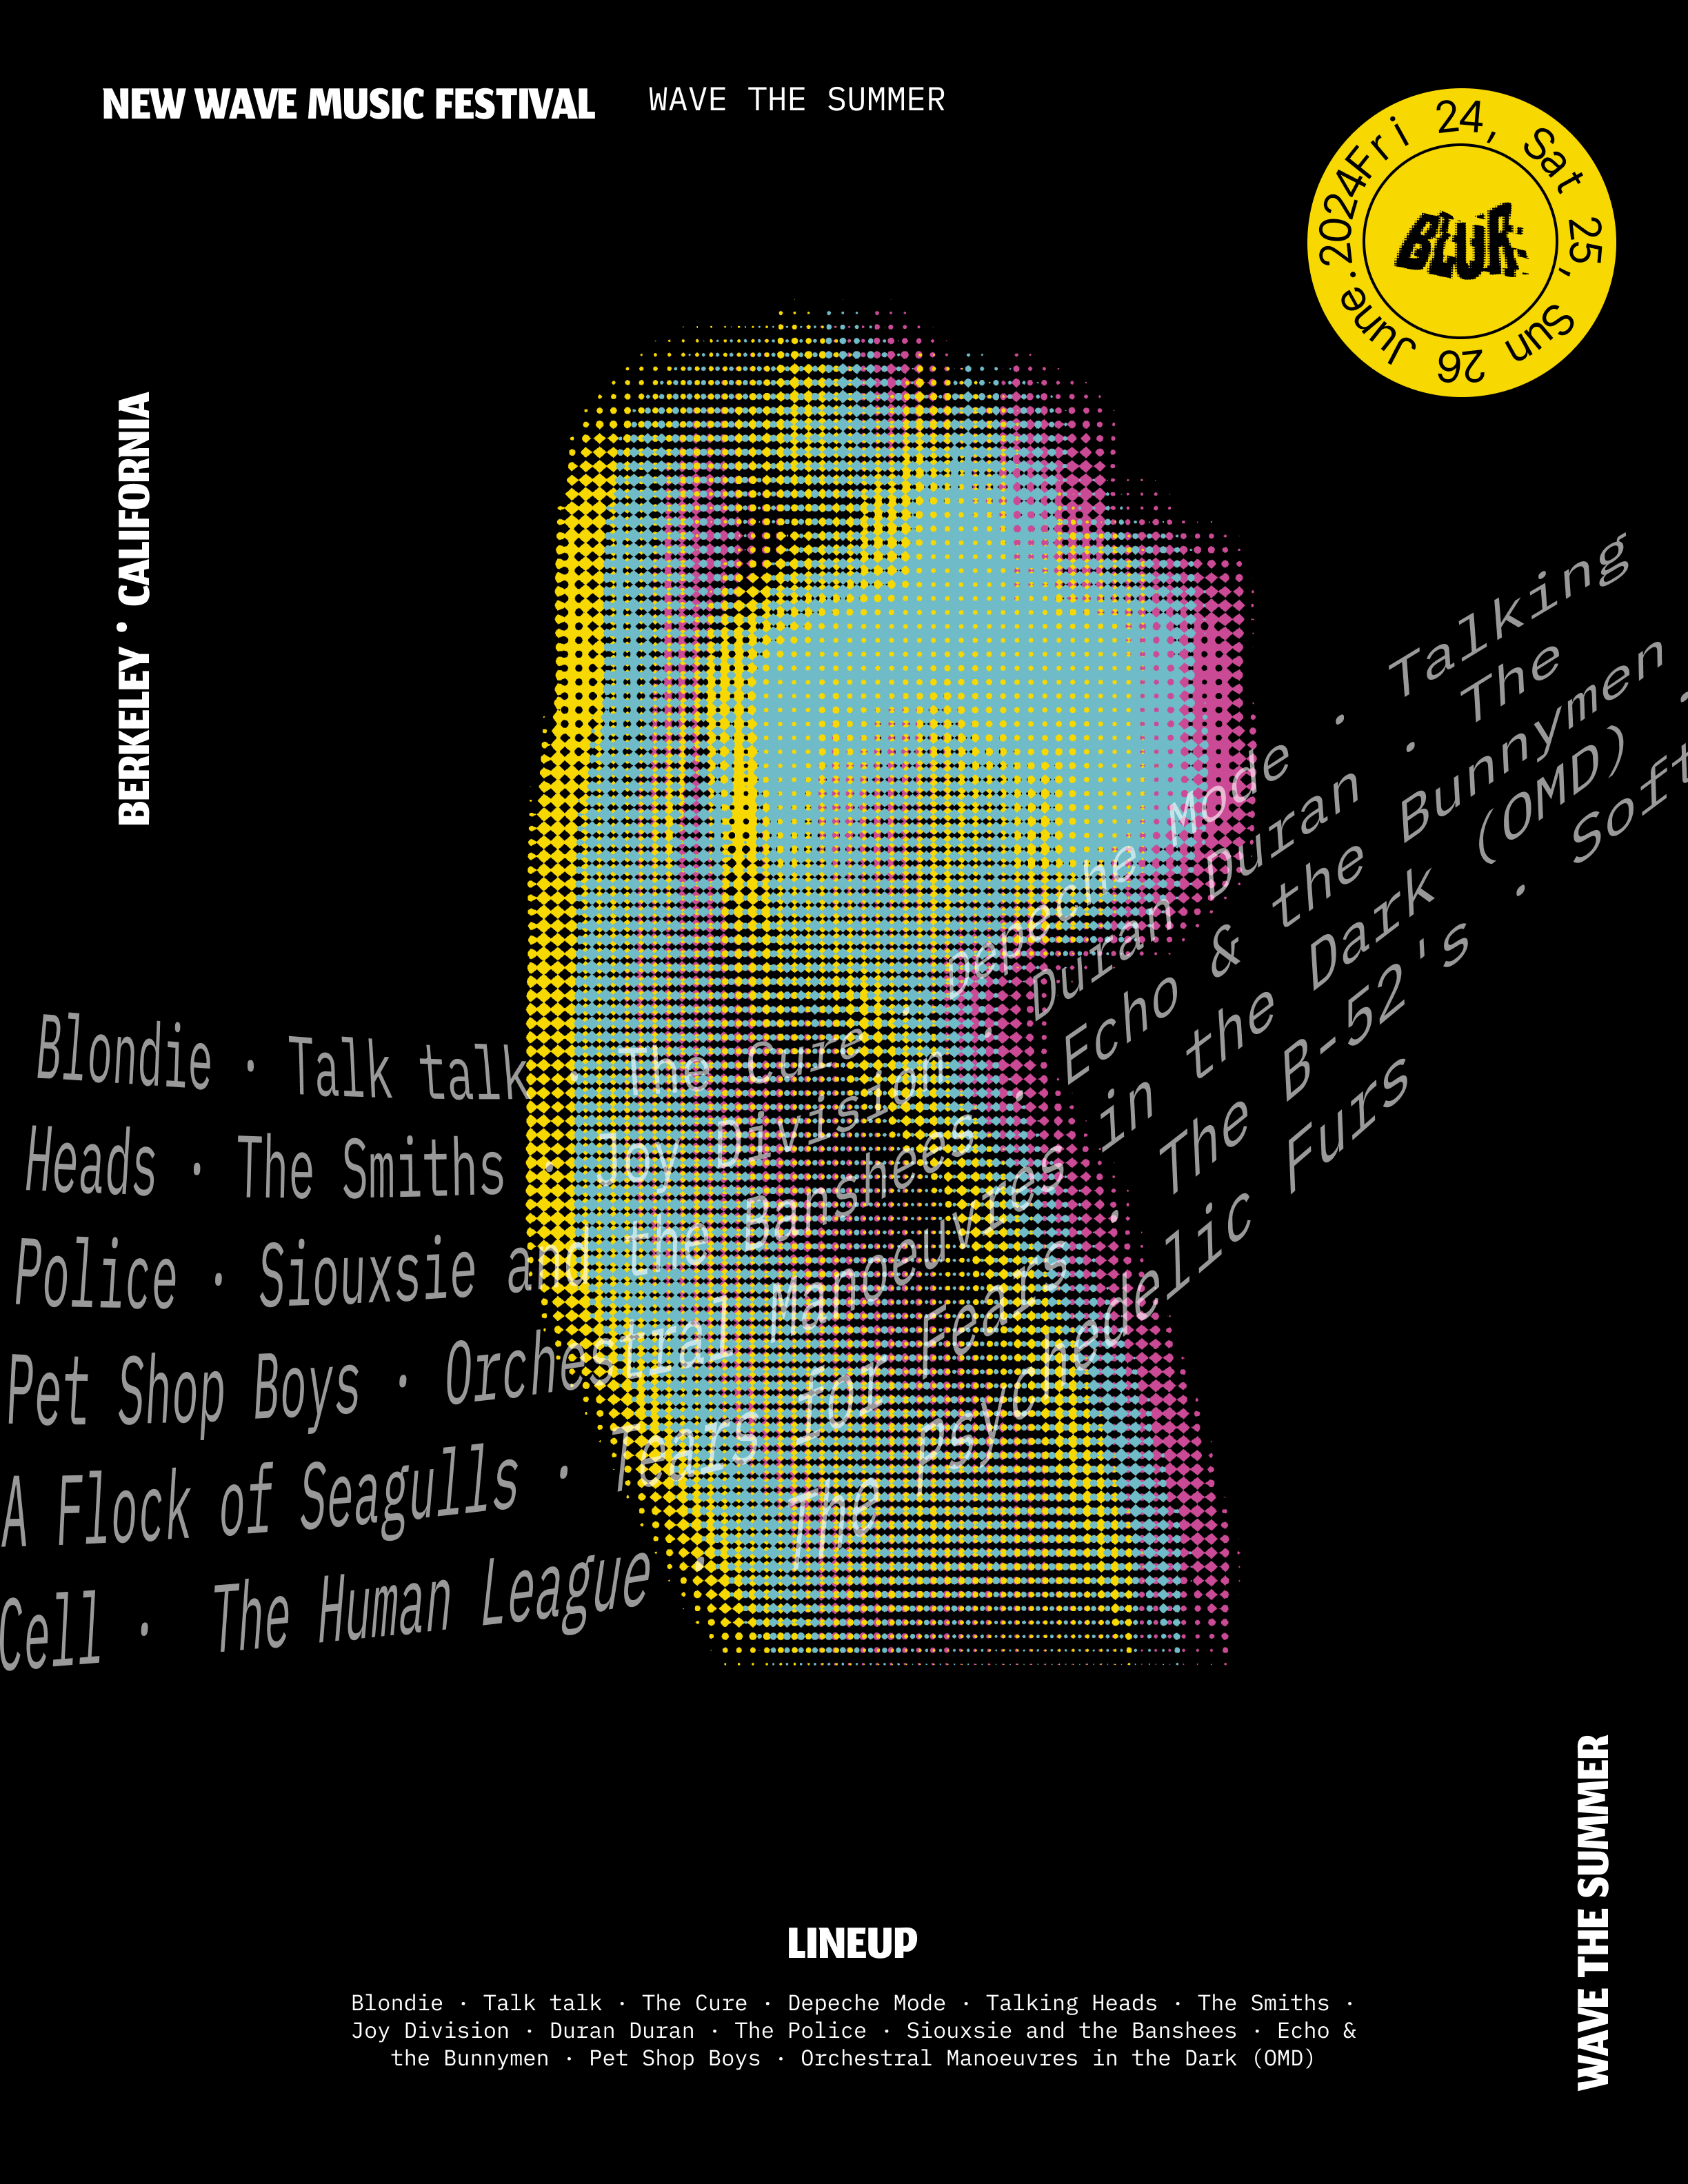 NEW WAVE MUSIC FESTIVAL
WAVE THE SUMMER
Fri 24, Sat 25, Sun 26 June.2024
BLUR
BERKELEY · CALIFORNIA
Blondie · Talk talk · The Cure · Depeche Mode · Talking
Heads · The Smiths · Joy Division · Duran Duran · The
Police · Siouxsie and the Banshees · Echo & the Bunnymen ·
Pet Shop Boys · Orchestral Manoeuvres in the Dark (OMD)
A Flock of Seagulls · Tears for Fears · The B-52's · Soft
Cell · The Human League · The Psychedelic Furs
WAVE THE SUMMER
LINEUP
Blondie · Talk talk · The Cure · Depeche Mode · Talking Heads · The Smiths ·
Joy Division · Duran Duran · The Police · Siouxsie and the Banshees · Echo &
the Bunnymen · Pet Shop Boys · Orchestral Manoeuvres in the Dark (OMD)